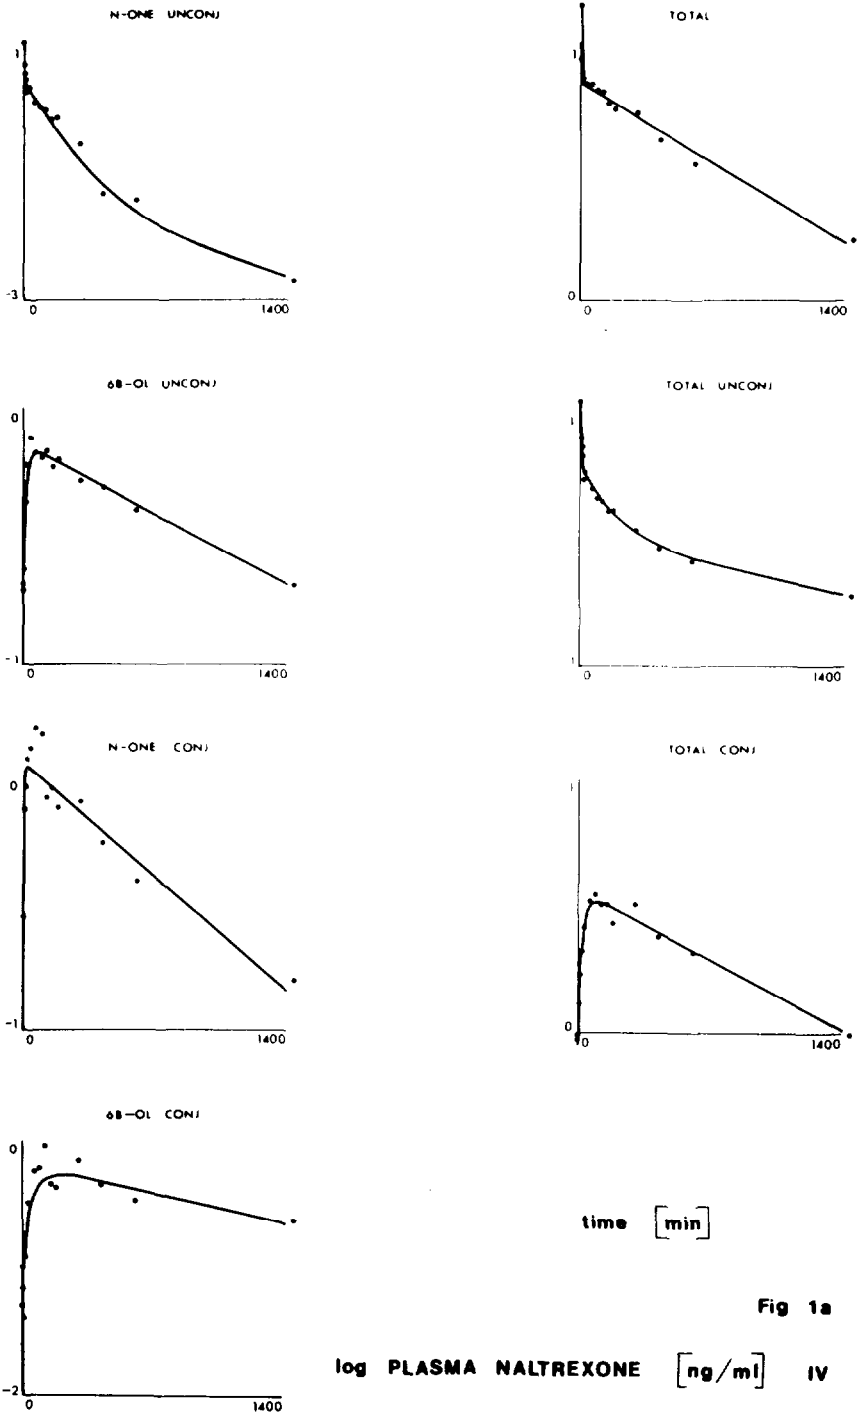 N-ONE UNCONJ
1
-3
0 1400
TOTAL
1
0
0 1400
6B-OL UNCONJ
0
-1
0 1400
TOTAL UNCONJ
1
1
0 1400
N-ONE CONJ
0
-1
0 1400
TOTAL CONJ
1
0
0 1400
6B-OL CONJ
0
-2
0 1400
time [min]
Fig 1a
log PLASMA NALTREXONE [ng/ml] IV